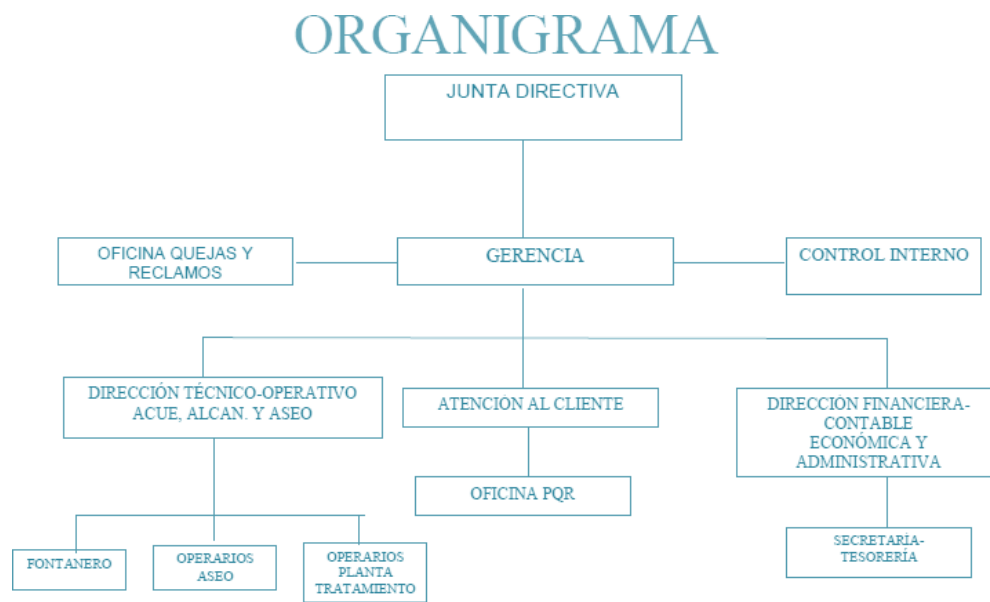 ORGANIGRAMA
JUNTA DIRECTIVA
OFICINA QUEJAS Y
RECLAMOS
GERENCIA
CONTROL INTERNO
DIRECCIÓN TÉCNICO-OPERATIVO
ACUE, ALCAN. Y ASEO
ATENCION AL CLIENTE
DIRECCION FINANCIERA-
CONTABLE
ECONÓMICA Y
ADMINISTRATIVA
OFICINA PQR
FONTANERO
OPERARIOS
ASEO
OPERARIOS
PLANTA
TRATAMIENTO
SECRETARÍA-
TESORERÍA